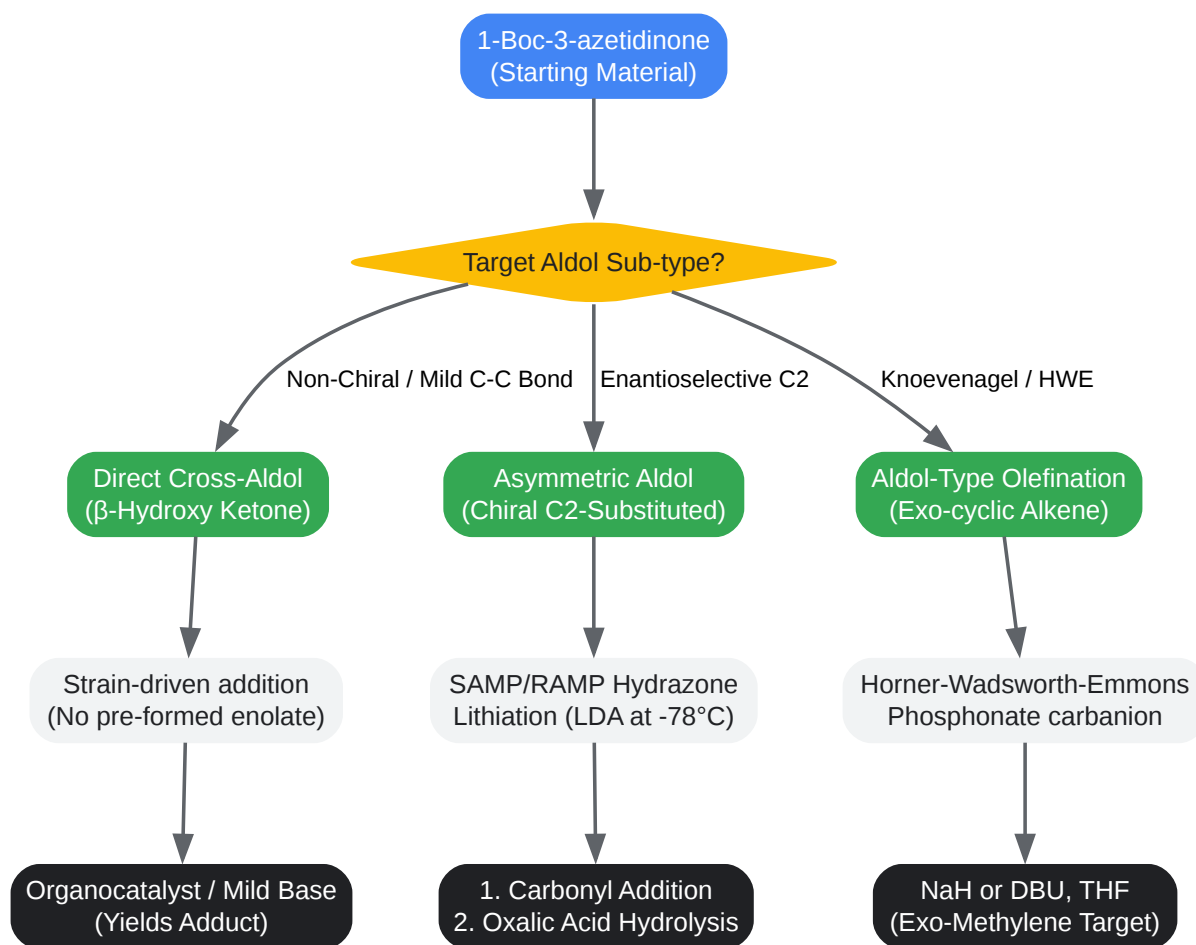 1-Boc-3-azetidinone
(Starting Material)
Target Aldol Sub-type?
Non-Chiral / Mild C-C Bond
Enantioselective C2
Knoevenagel / HWE
Direct Cross-Aldol
(β-Hydroxy Ketone)
Asymmetric Aldol
(Chiral C2-Substituted)
Aldol-Type Olefination
(Exo-cyclic Alkene)
Strain-driven addition
(No pre-formed enolate)
SAMP/RAMP Hydrazone
Lithiation (LDA at -78°C)
Horner-Wadsworth-Emmons
Phosphonate carbanion
Organocatalyst / Mild Base
(Yields Adduct)
1. Carbonyl Addition
2. Oxalic Acid Hydrolysis
NaH or DBU, THF
(Exo-Methylene Target)